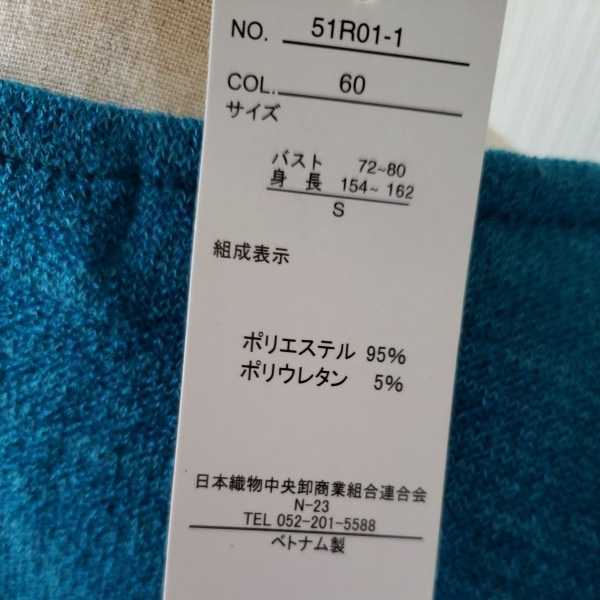 NO. 51R01-1
COL. 60
サイズ
バスト 72~80
身長 154~162
S
組成表示
ポリエステル 95%
ポリウレタン 5%
日本織物中央卸商業組合連合会
N-23
TEL 052-201-5588
ベトナム製